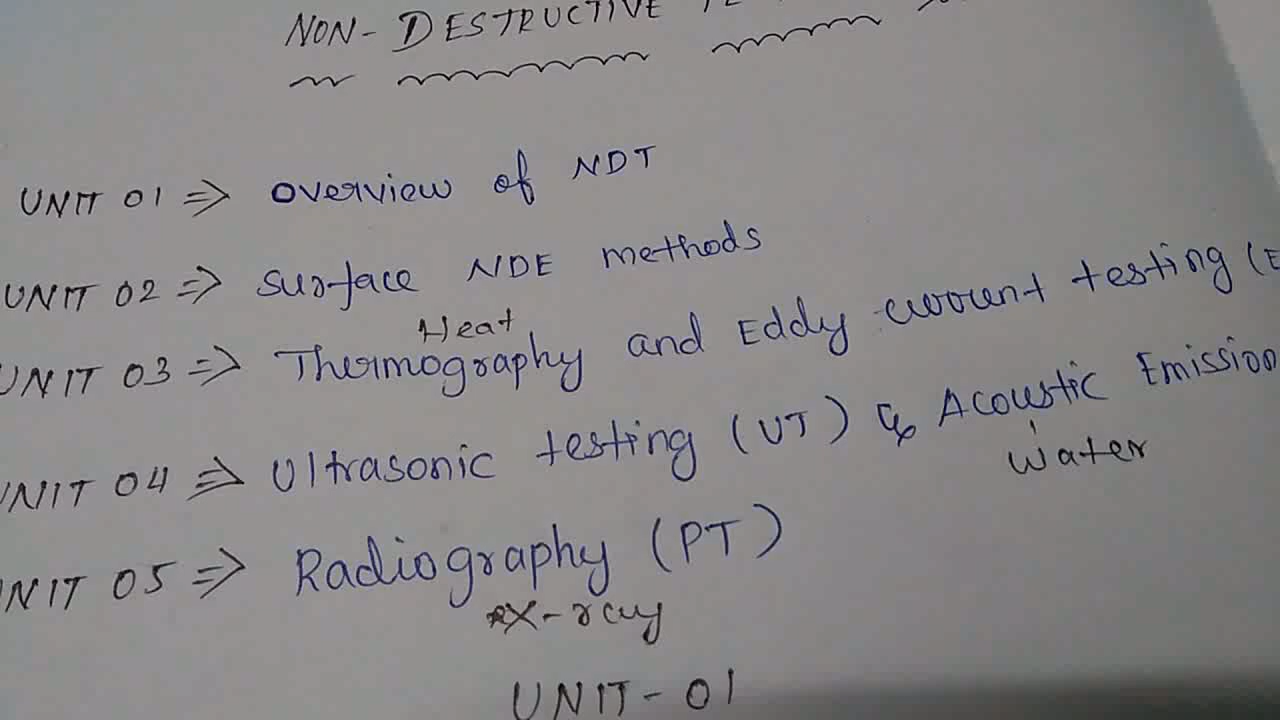 NON-DESTRUCTIVE
UNIT 01 => Overview of NDT
UNIT 02 => Surface NDE methods
Heat
UNIT 03 => Thermography and Eddy current testing (E
UNIT 04 => Ultrasonic testing (UT) & Acoustic Emission
water
UNIT 05 => Radiography (PT)
X-ray
UNIT-01